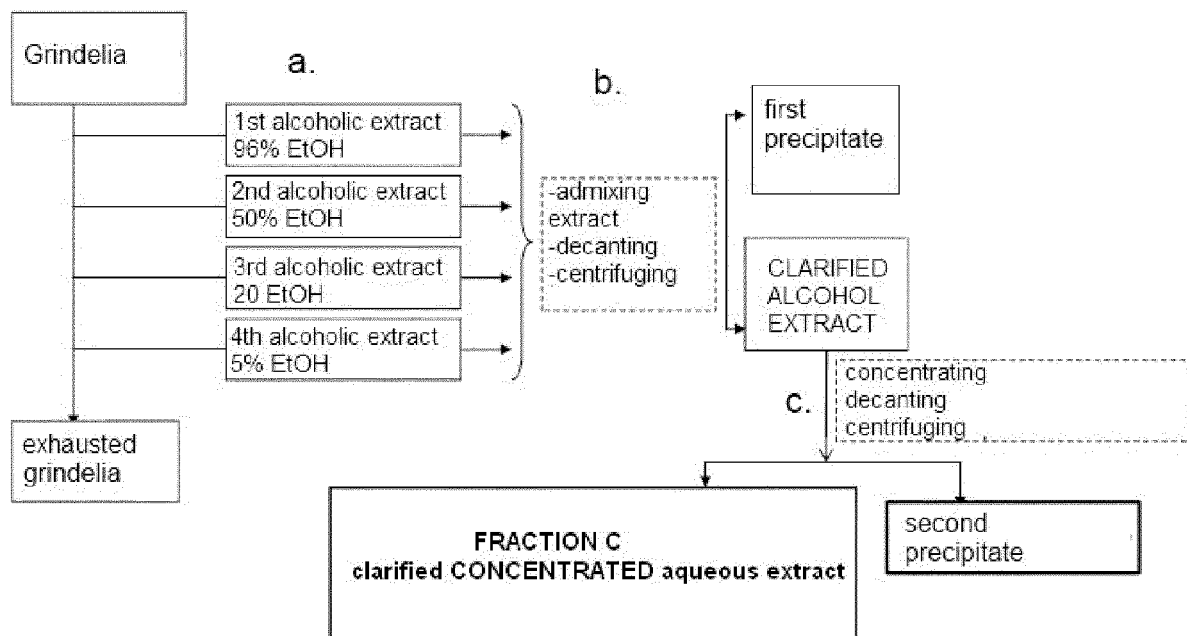 Grindelia
a.
1st alcoholic extract
96% EtOH
2nd alcoholic extract
50% EtOH
3rd alcoholic extract
20 EtOH
4th alcoholic extract
5% EtOH
exhausted
grindelia
b.
-admixing
extract
-decanting
-centrifuging
first
precipitate
CLARIFIED
ALCOHOL
EXTRACT
c.
concentrating
decanting
centrifuging
FRACTION C
clarified CONCENTRATED aqueous extract
second
precipitate